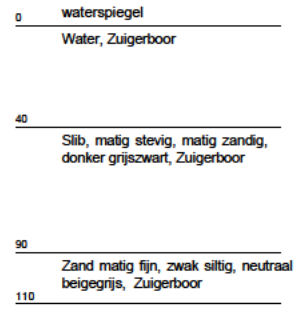 0 waterspiegel
Water, Zuigerboor
40
Slib, matig stevig, matig zandig,
donker grijszwart, Zuigerboor
90
Zand matig fijn, zwak siltig, neutraal
beigegrijs, Zuigerboor
110